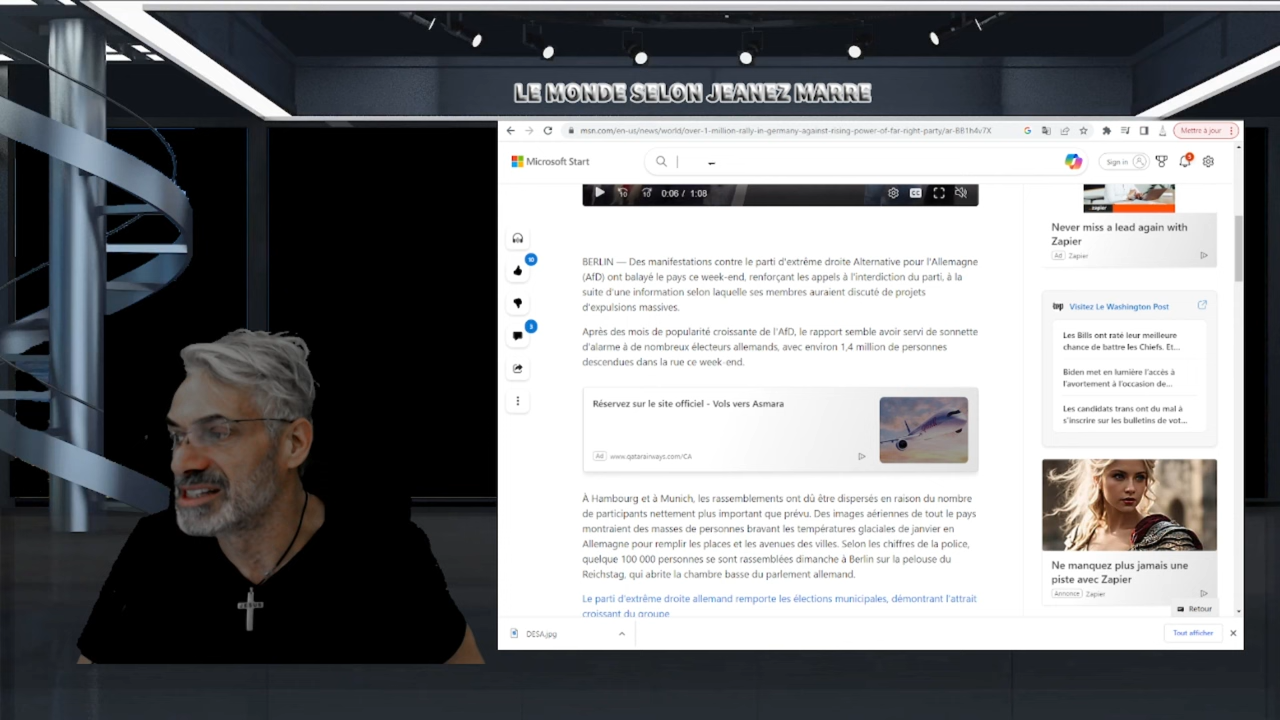 LE MONDE SELON JEANEZ MARRE
msn.com/en-us/news/world/over-1-million-rally-in-germany-against-rising-power-of-far-right-party/ar-BB1h4v7X
Mettre à jour
Microsoft Start
Sign in
0:06 / 1:08
CC
10
3
BERLIN — Des manifestations contre le parti d'extrême droite Alternative pour l'Allemagne
(AfD) ont balayé le pays ce week-end, renforçant les appels à l'interdiction du parti, à la
suite d'une information selon laquelle ses membres auraient discuté de projets
d'expulsions massives.
Après des mois de popularité croissante de l'AfD, le rapport semble avoir servi de sonnette
d'alarme à de nombreux électeurs allemands, avec environ 1,4 million de personnes
descendues dans la rue ce week-end.
Réservez sur le site officiel - Vols vers Asmara
Ad www.qatarairways.com/CA
À Hambourg et à Munich, les rassemblements ont dû être dispersés en raison du nombre
de participants nettement plus important que prévu. Des images aériennes de tout le pays
montraient des masses de personnes bravant les températures glaciales de janvier en
Allemagne pour remplir les places et les avenues des villes. Selon les chiffres de la police,
quelque 100 000 personnes se sont rassemblées dimanche à Berlin sur la pelouse du
Reichstag, qui abrite la chambre basse du parlement allemand.
Le parti d'extrême droite allemand remporte les élections municipales, démontrant l'attrait
croissant du groupe
zapier
Never miss a lead again with
Zapier
Ad Zapier
Visitez Le Washington Post
Les Bills ont raté leur meilleure
chance de battre les Chiefs. Et...
Biden met en lumière l'accès à
l'avortement à l'occasion de...
Les candidats trans ont du mal à
s'inscrire sur les bulletins de vot...
Ne manquez plus jamais une
piste avec Zapier
Annonce Zapier
Retour
DESA.jpg
Tout afficher
JESUS